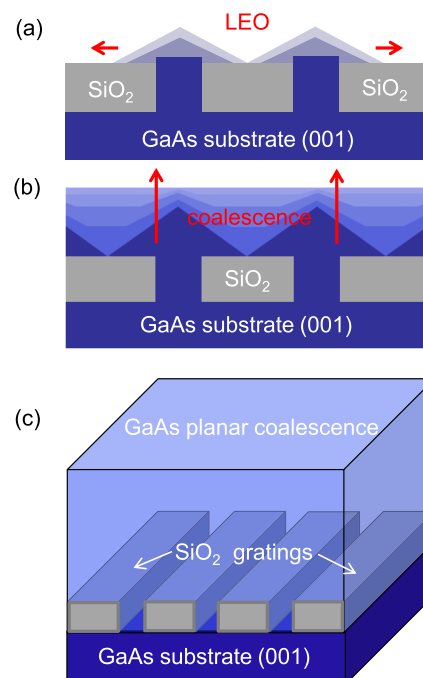 (a)
LEO
SiO₂
SiO₂
GaAs substrate (001)
(b)
coalescence
SiO₂
GaAs substrate (001)
(c)
GaAs planar coalescence
SiO₂ gratings
GaAs substrate (001)